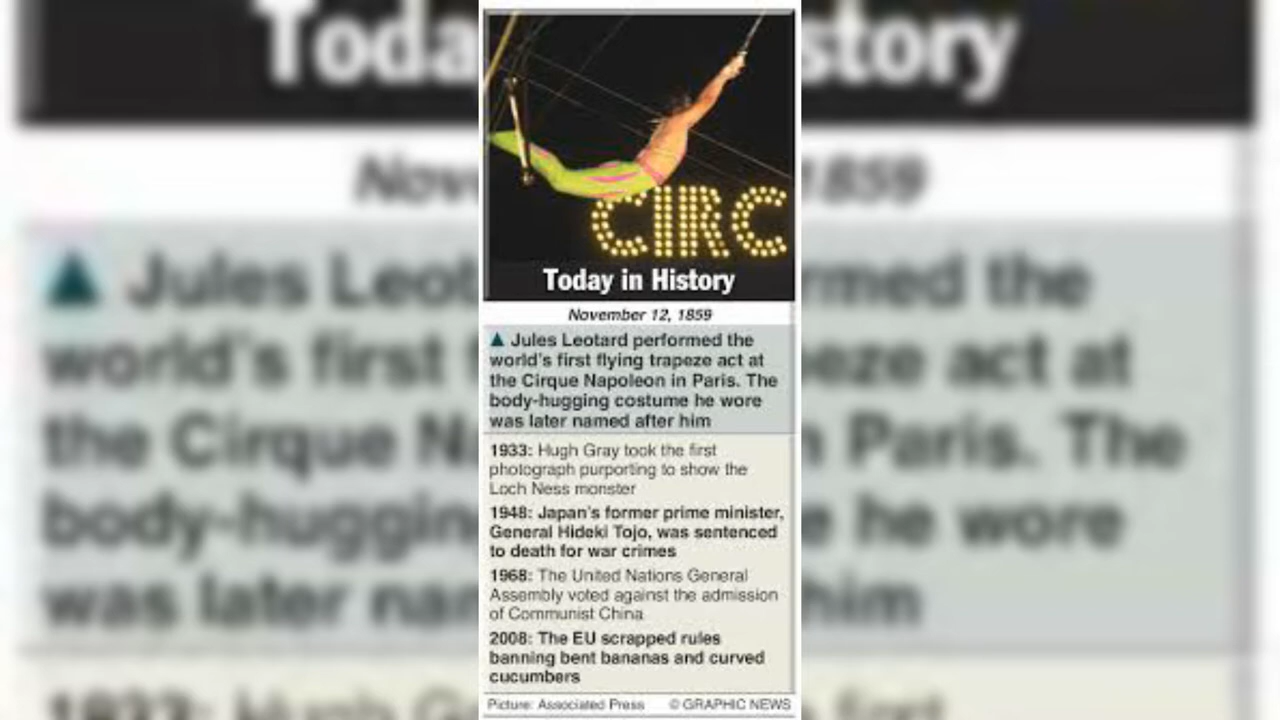 CIRC
Today in History
November 12, 1859
▲ Jules Leotard performed the
world's first flying trapeze act at
the Cirque Napoleon in Paris. The
body-hugging costume he wore
was later named after him
1933: Hugh Gray took the first
photograph purporting to show the
Loch Ness monster
1948: Japan's former prime minister,
General Hideki Tojo, was sentenced
to death for war crimes
1968: The United Nations General
Assembly voted against the admission
of Communist China
2008: The EU scrapped rules
banning bent bananas and curved
cucumbers
Picture: Associated Press © GRAPHIC NEWS